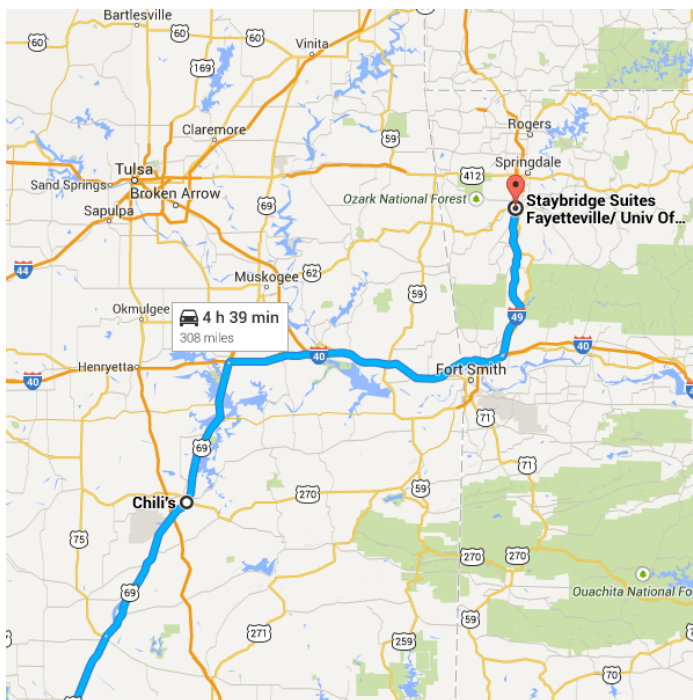 Bartlesville
60
60
60
Vinita
169
59
Rogers
Claremore
Springdale
Tulsa
412
Sand Springs
Broken Arrow
Ozark National Forest
Staybridge Suites
Fayetteville/ Univ Of...
Sapulpa
69
44
Muskogee
62
59
Okmulgee
4 h 39 min
308 miles
49
40
40
Henryetta
40
Fort Smith
71
69
71
59
270
Chili's
75
270
270
69
Ouachita National Fo
271
259
59
70